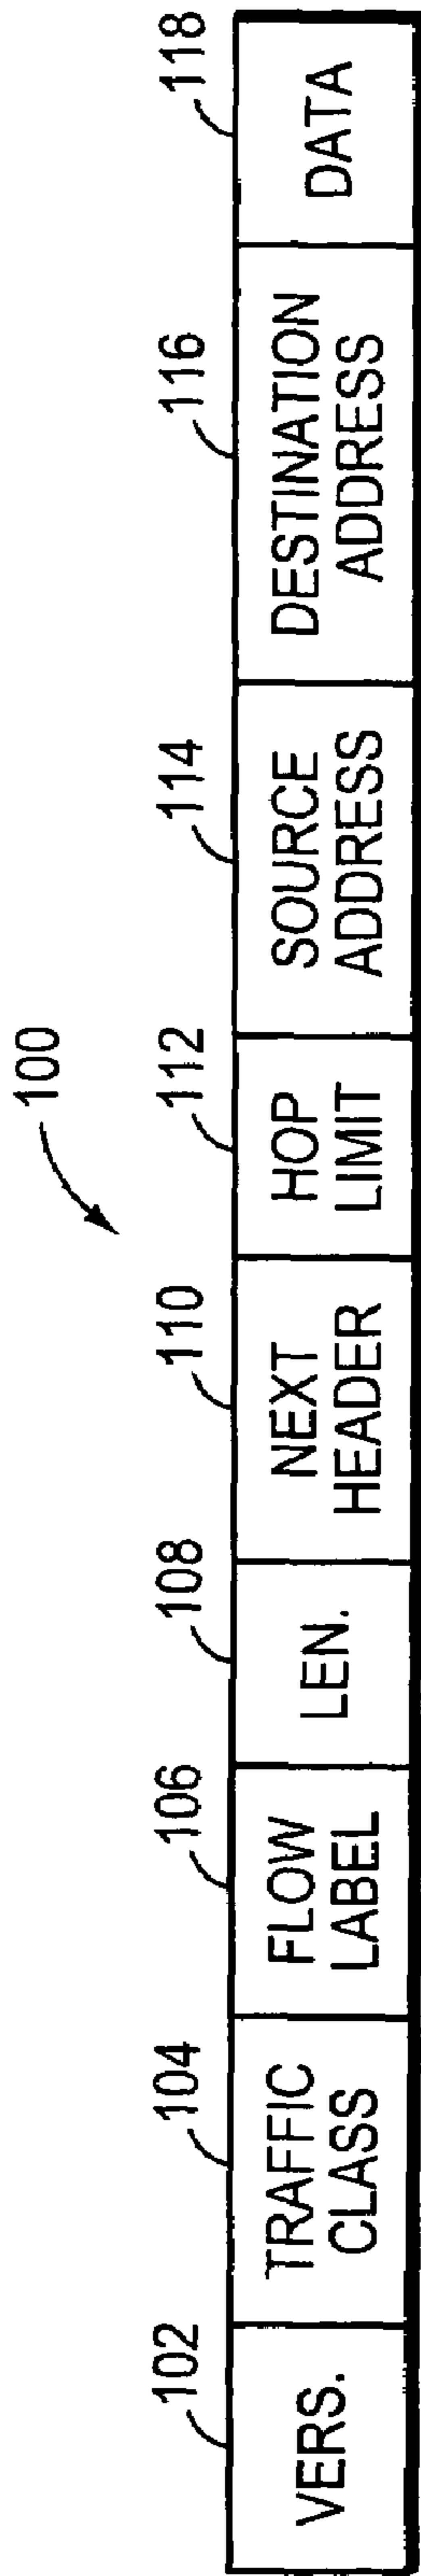 100
102
104
106
108
110
112
114
116
118
VERS.
TRAFFIC
CLASS
FLOW
LABEL
LEN.
NEXT
HEADER
HOP
LIMIT
SOURCE
ADDRESS
DESTINATION
ADDRESS
DATA